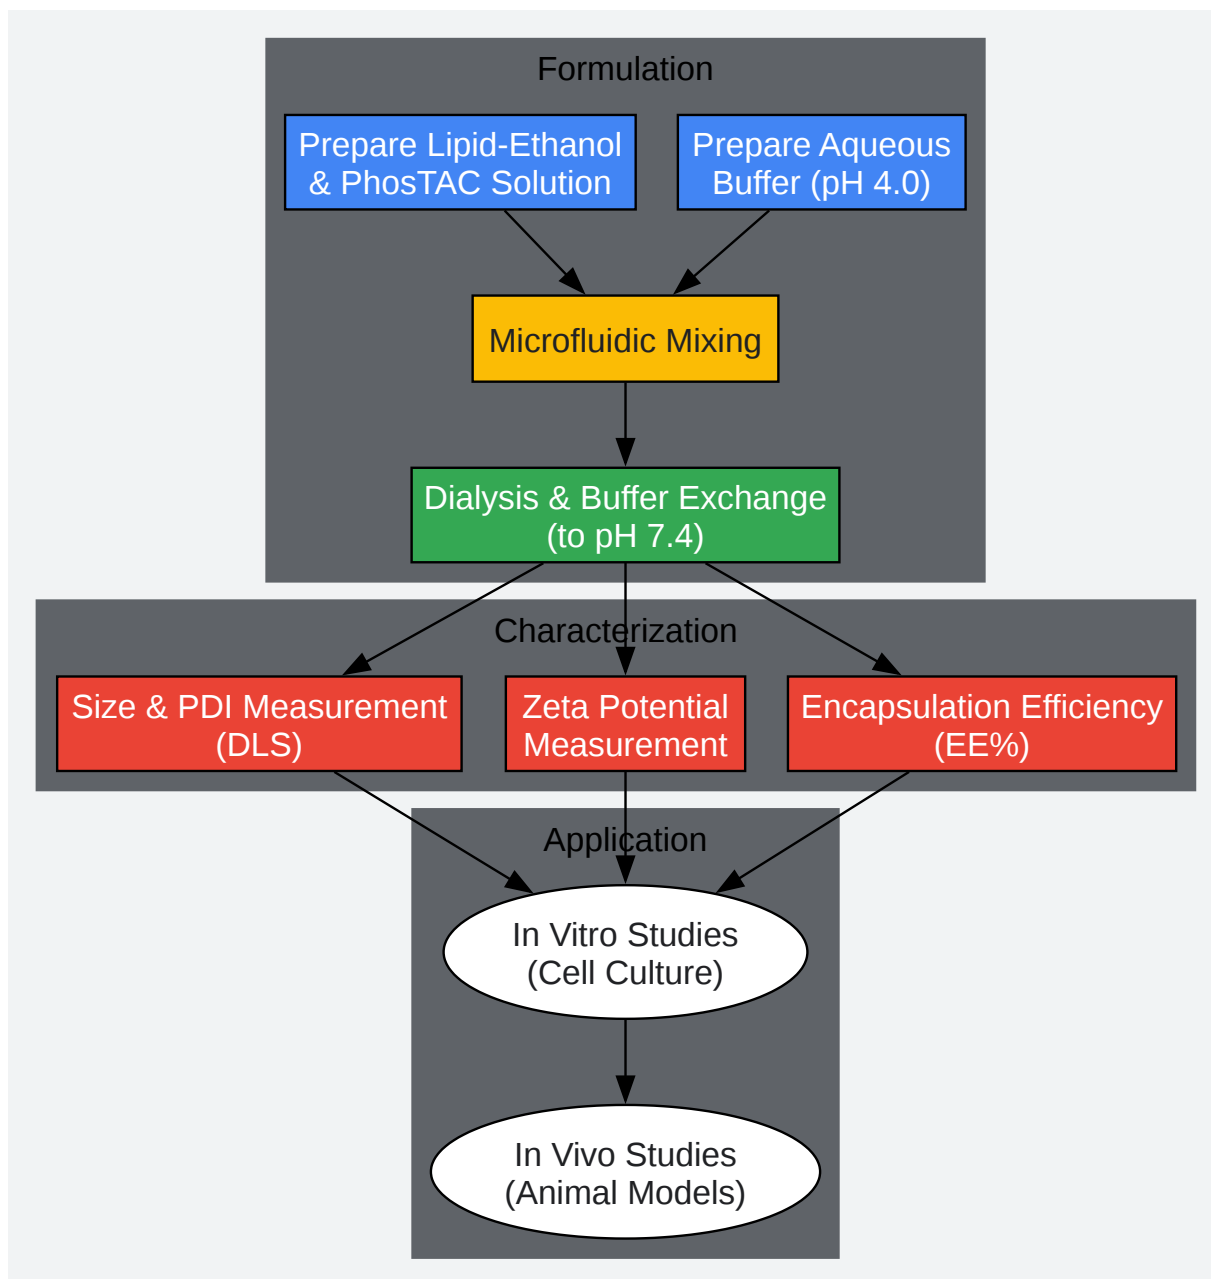 Formulation
Prepare Lipid-Ethanol
& PhosTAC Solution
Prepare Aqueous
Buffer (pH 4.0)
Microfluidic Mixing
Dialysis & Buffer Exchange
(to pH 7.4)
Characterization
Size & PDI Measurement
(DLS)
Zeta Potential
Measurement
Encapsulation Efficiency
(EE%)
Application
In Vitro Studies
(Cell Culture)
In Vivo Studies
(Animal Models)